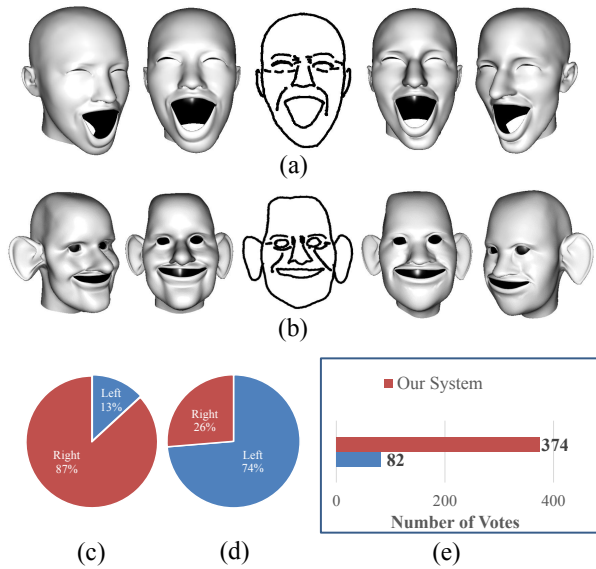 (a)
(b)
Left
13%
Right
87%
Right
26%
Left
74%
Our System
374
82
0
200
400
Number of Votes
(c)
(d)
(e)